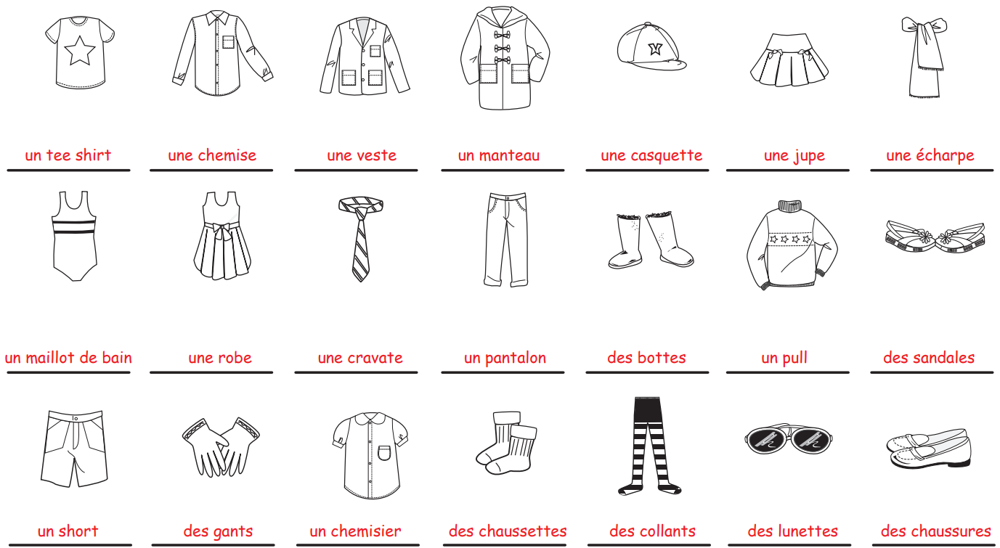 un tee shirt
une chemise
une veste
un manteau
une casquette
une jupe
une écharpe
un maillot de bain
une robe
une cravate
un pantalon
des bottes
un pull
des sandales
un short
des gants
un chemisier
des chaussettes
des collants
des lunettes
des chaussures